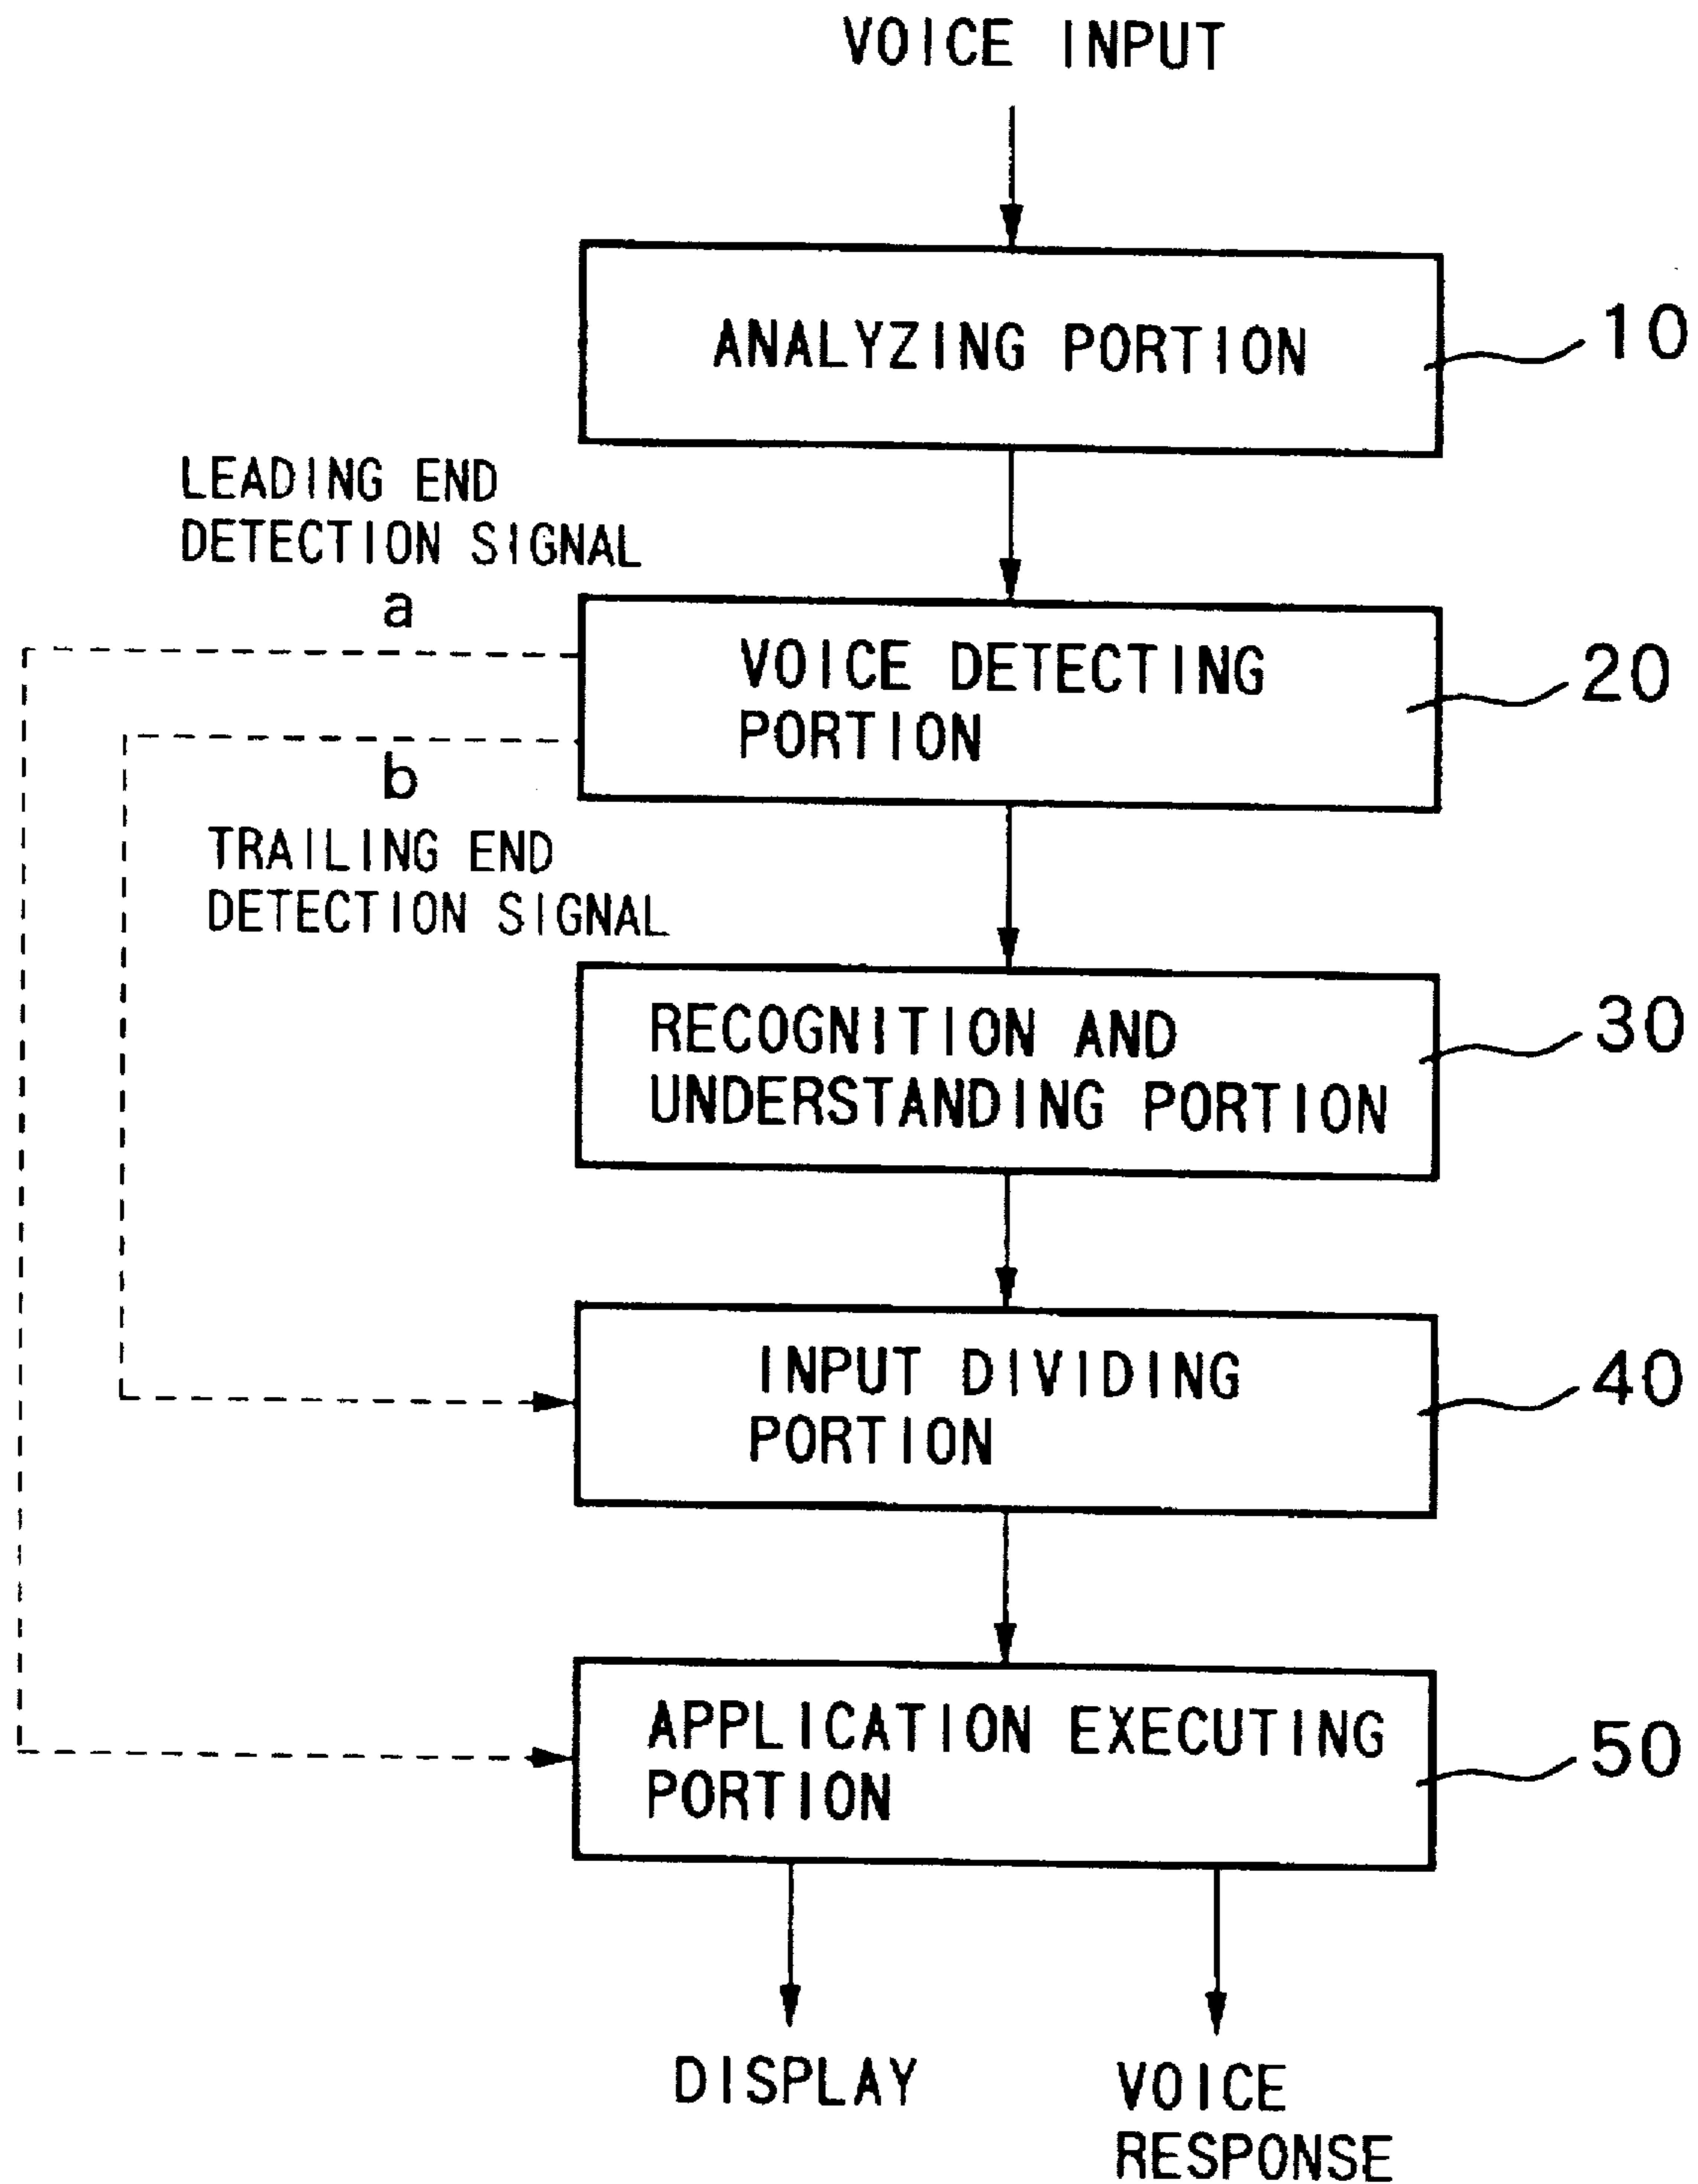 VOICE INPUT
ANALYZING PORTION
10
LEADING END
DETECTION SIGNAL
a
VOICE DETECTING
PORTION
20
b
TRAILING END
DETECTION SIGNAL
RECOGNITION AND
UNDERSTANDING PORTION
30
INPUT DIVIDING
PORTION
40
APPLICATION EXECUTING
PORTION
50
DISPLAY
VOICE
RESPONSE